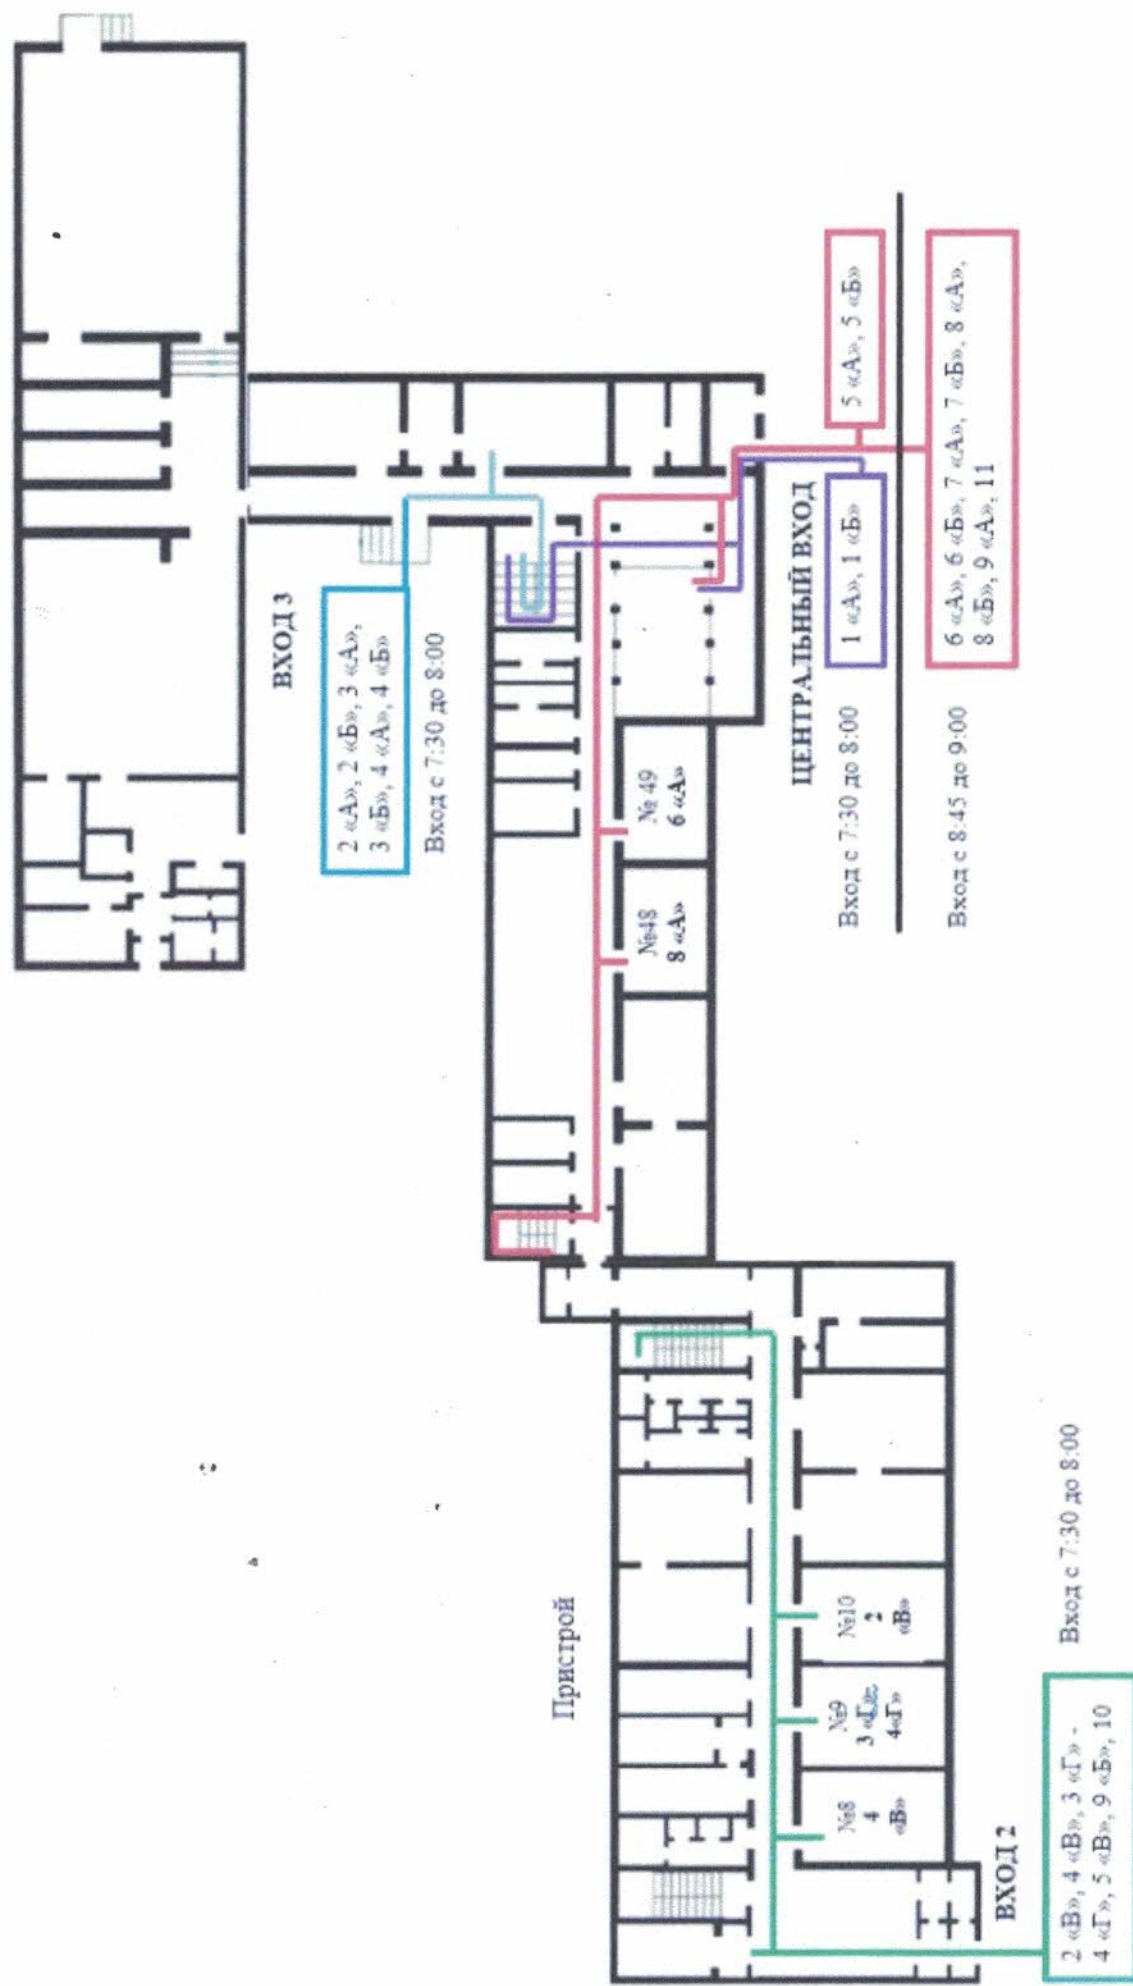 2 «А», 2 «Б», 3 «А»,
3 «Б», 4 «А», 4 «Б»
ВХОД 3
Вход с 7:30 до 8:00
№ 49
6 «А»
№48
8 «А»
ЦЕНТРАЛЬНЫЙ ВХОД
Вход с 7:30 до 8:00
1 «А», 1 «Б»
5 «А», 5 «Б»
Вход с 8:45 до 9:00
6 «А», 6 «Б», 7 «А», 7 «Б», 8 «А»,
8 «Б», 9 «А», 11
Пристрой
№8
4
«В»
№9
3 «Г»
4«Г»
№10
2
«В»
ВХОД 2
2 «В», 4 «В», 3 «Г» -
4 «Г», 5 «В», 9 «Б», 10
Вход с 7:30 до 8:00